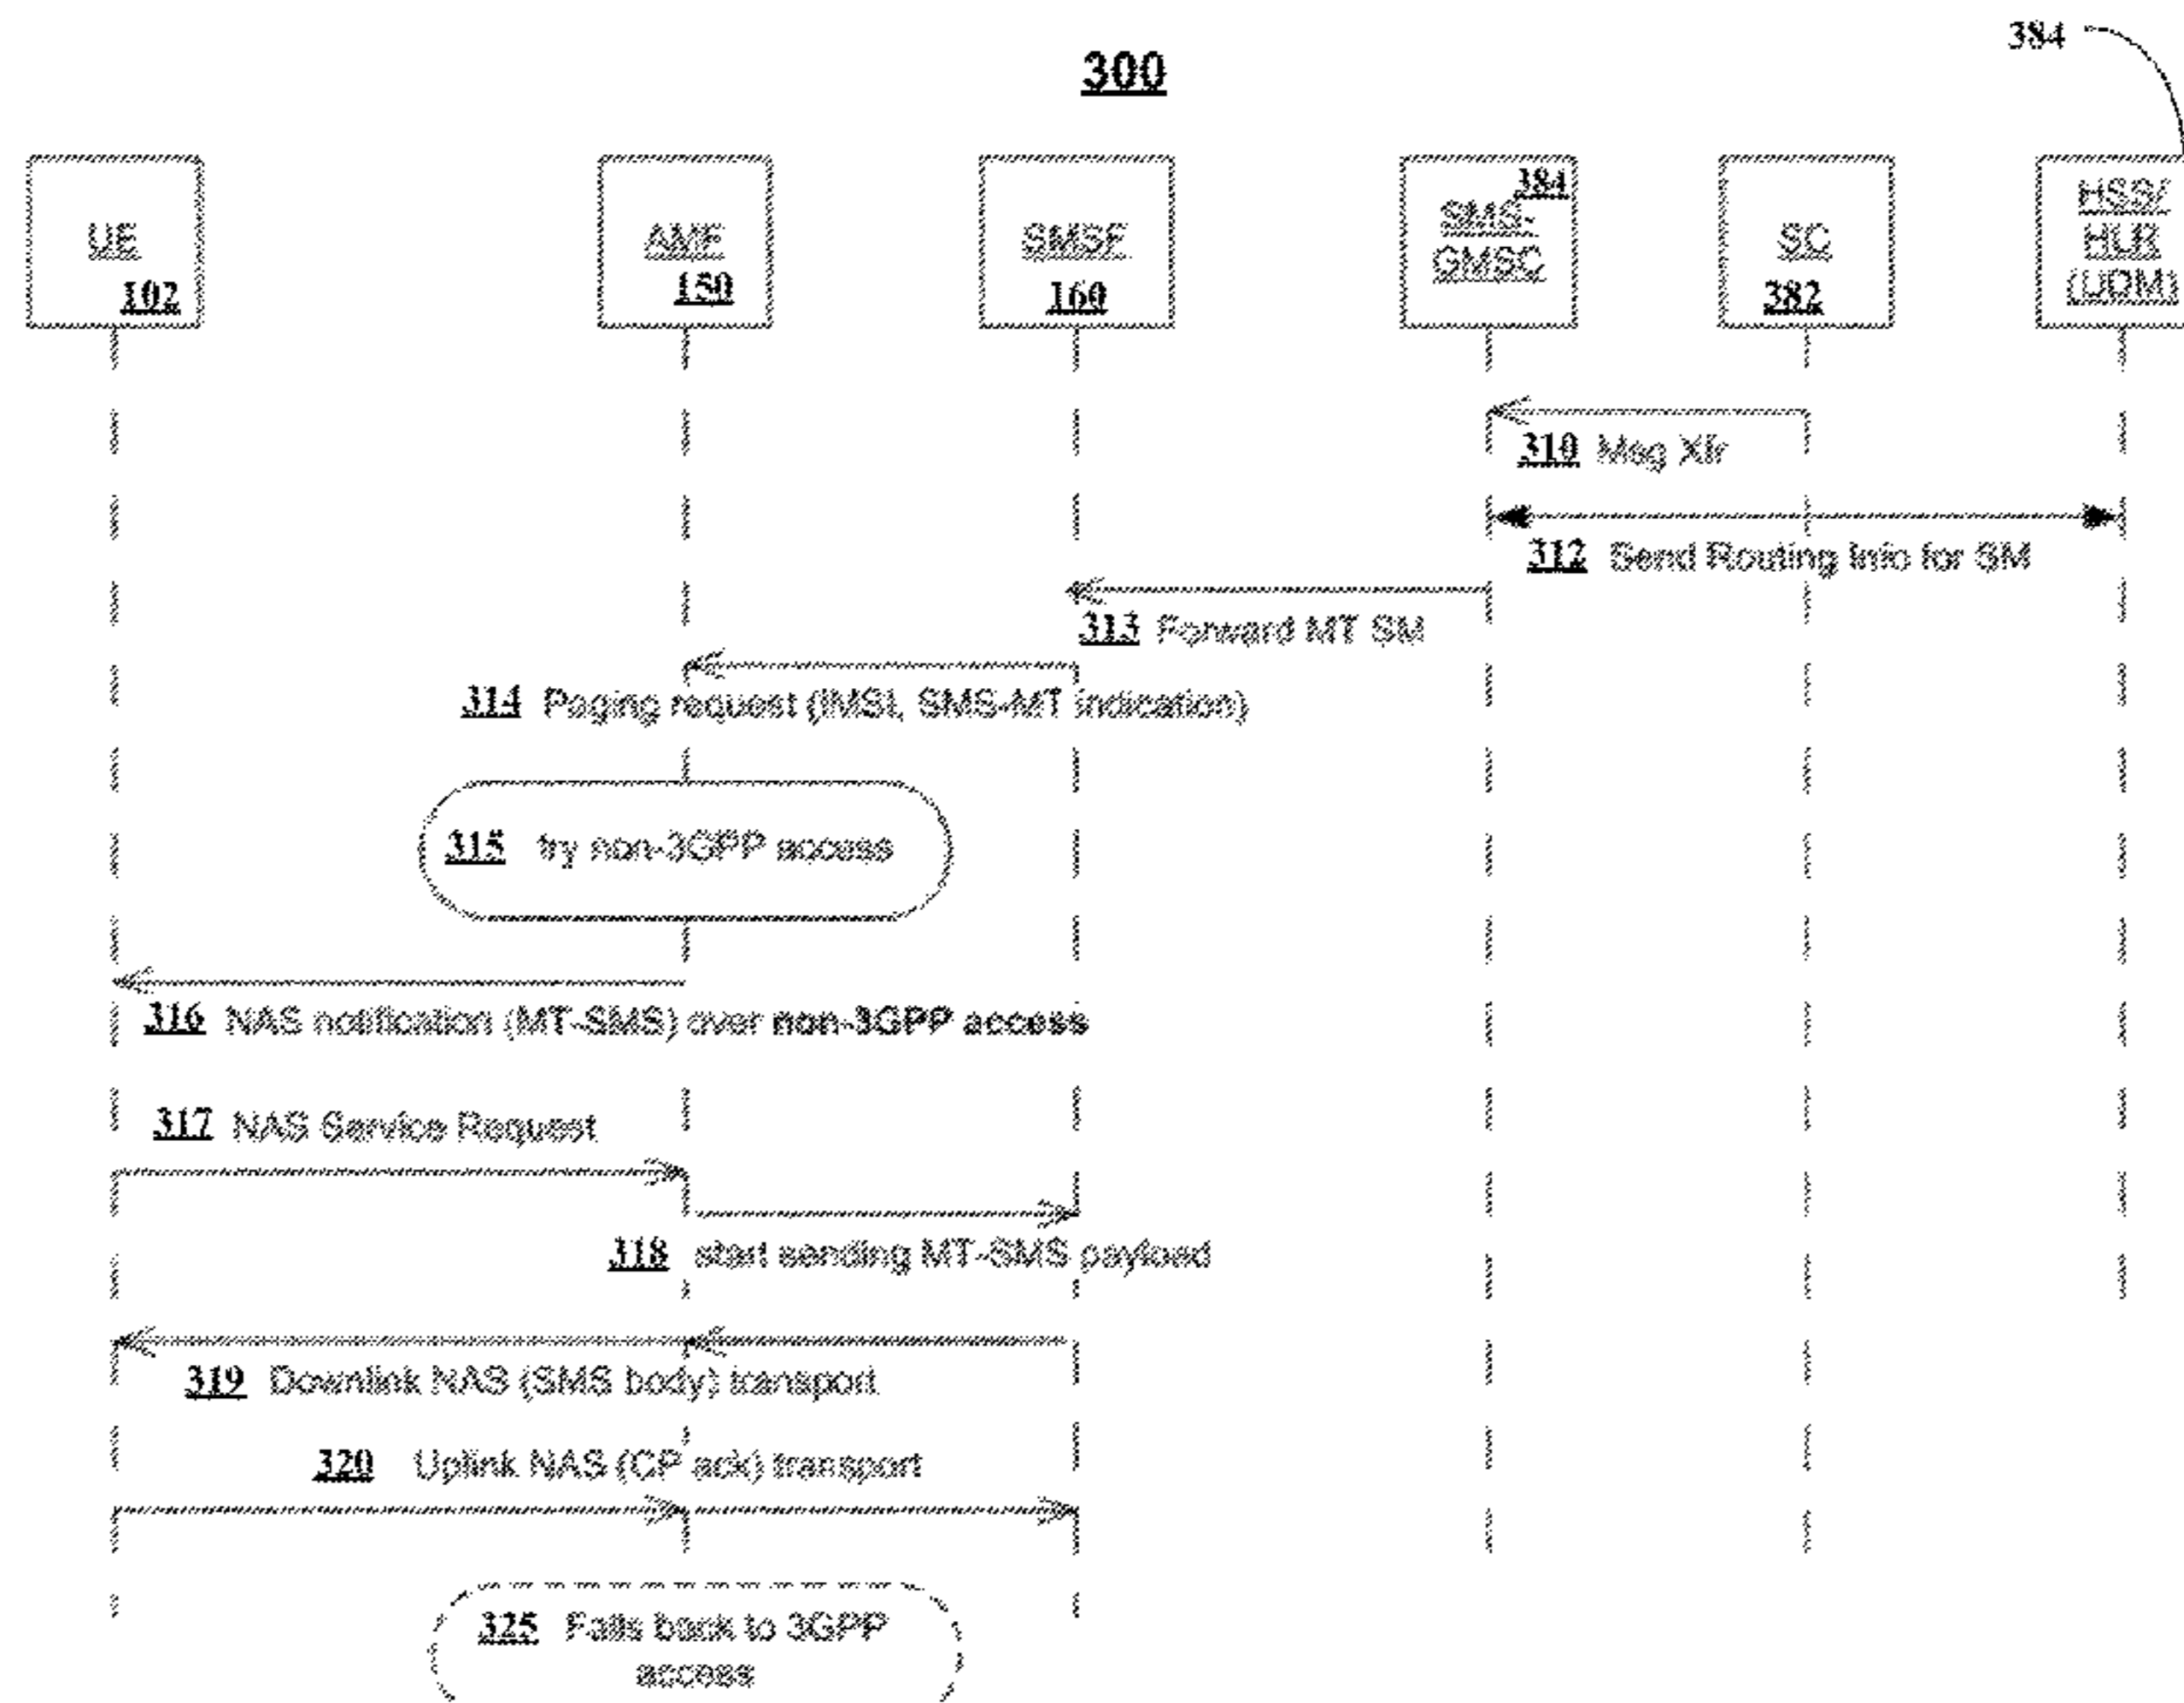 384
300
UE
102
AMF
150
SMSF
160
384
SMS-
GMSC
SC
382
HSS/
HLR
(UDM)
310 Msg Xfr
312 Send Routing Info for SM
313 Forward MT SM
314 Paging request (IMSI, SMS-MT indication)
315 try non-3GPP access
316 NAS notification (MT-SMS) over non-3GPP access
317 NAS Service Request
318 start sending MT-SMS payload
319 Downlink NAS (SMS body) transport
320 Uplink NAS (CP ack) transport
325 Falls back to 3GPP
access